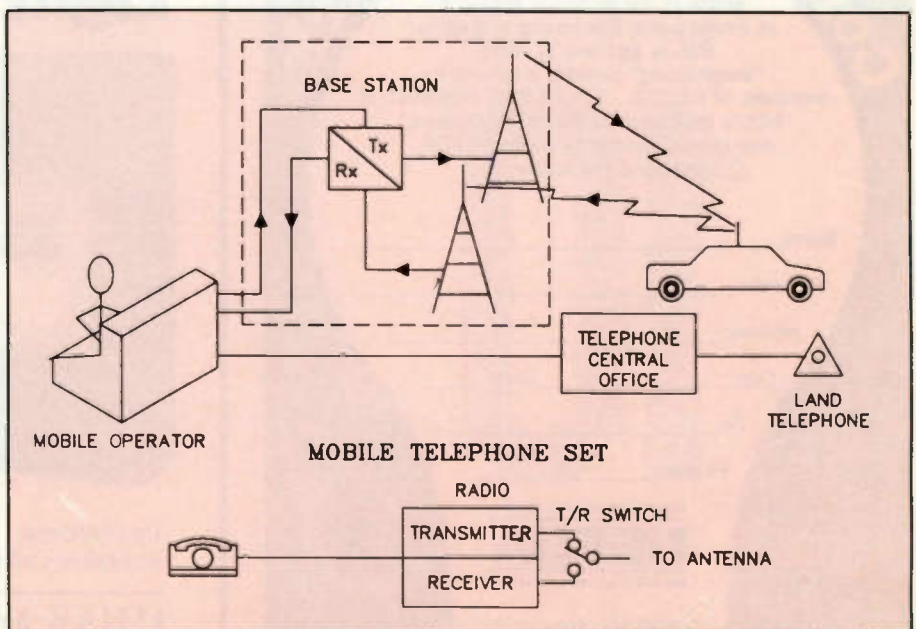 BASE STATION
Tx
Rx
TELEPHONE
CENTRAL
OFFICE
LAND
TELEPHONE
MOBILE OPERATOR
MOBILE TELEPHONE SET
RADIO
T/R SWITCH
TRANSMITTER
TO ANTENNA
RECEIVER